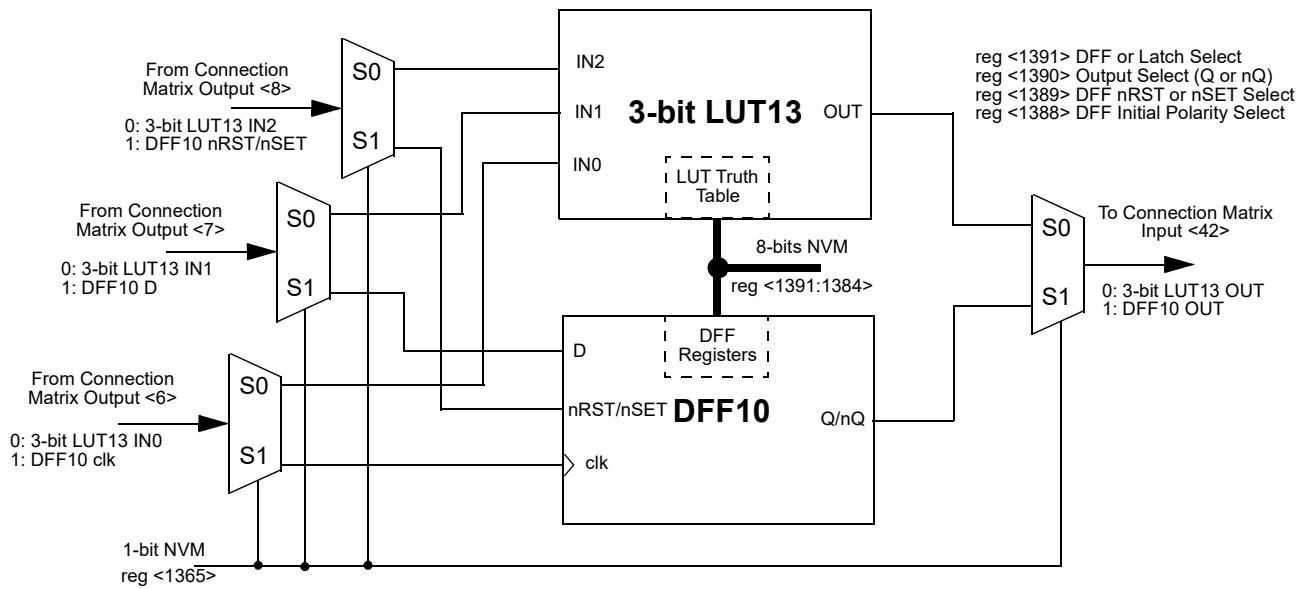 From Connection
Matrix Output <8>
0: 3-bit LUT13 IN2
1: DFF10 nRST/nSET
S0
S1
From Connection
Matrix Output <7>
0: 3-bit LUT13 IN1
1: DFF10 D
S0
S1
From Connection
Matrix Output <6>
0: 3-bit LUT13 IN0
1: DFF10 clk
S0
S1
1-bit NVM
reg <1365>
IN2
IN1
IN0
3-bit LUT13
OUT
LUT Truth
Table
8-bits NVM
reg <1391:1384>
DFF
Registers
D
nRST/nSET
DFF10
Q/nQ
clk
reg <1391> DFF or Latch Select
reg <1390> Output Select (Q or nQ)
reg <1389> DFF nRST or nSET Select
reg <1388> DFF Initial Polarity Select
S0
S1
To Connection Matrix
Input <42>
0: 3-bit LUT13 OUT
1: DFF10 OUT